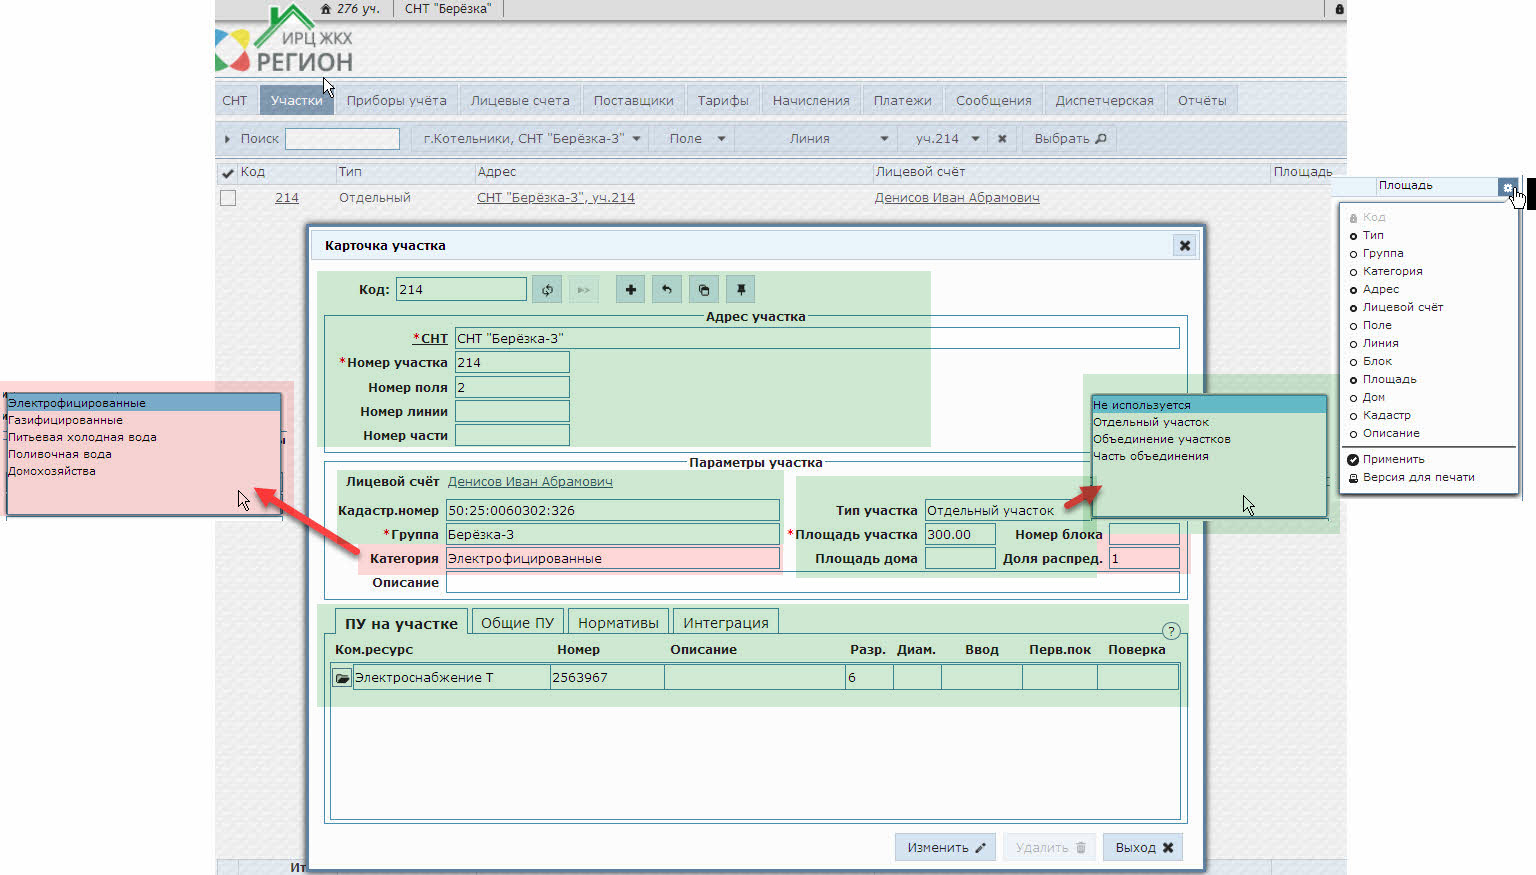 276 уч. СНТ "Берёзка"
ИРЦ ЖКХ
РЕГИОН
СНТ Участки Приборы учёта Лицевые счета Поставщики Тарифы Начисления Платежи Сообщения Диспетчерская Отчёты
Поиск г.Котельники, СНТ "Берёзка-3" Поле Линия уч.214 Выбрать
Код Тип Адрес Лицевой счёт Площадь
214 Отдельный СНТ "Берёзка-3", уч.214 Денисов Иван Абрамович
Площадь
Код
Тип
Группа
Категория
Адрес
Лицевой счёт
Поле
Линия
Блок
Площадь
Дом
Кадастр
Описание
Применить
Версия для печати
Карточка участка
Код: 214
Адрес участка
*СНТ СНТ "Берёзка-3"
*Номер участка 214
Номер поля 2
Номер линии
Номер части
Электрофицированные
Газифицированные
Питьевая холодная вода
Поливочная вода
Домохозяйства
Не используется
Отдельный участок
Объединение участков
Часть объединения
Параметры участка
Лицевой счёт Денисов Иван Абрамович
Кадастр.номер 50:25:0060302:326 Тип участка Отдельный участок
*Группа Берёзка-3 *Площадь участка 300.00 Номер блока
Категория Электрофицированные Площадь дома Доля распред. 1
Описание
ПУ на участке Общие ПУ Нормативы Интеграция ?
Ком.ресурс Номер Описание Разр. Диам. Ввод Перв.пок Поверка
Электроснабжение Т 2563967 6
Изменить Удалить Выход